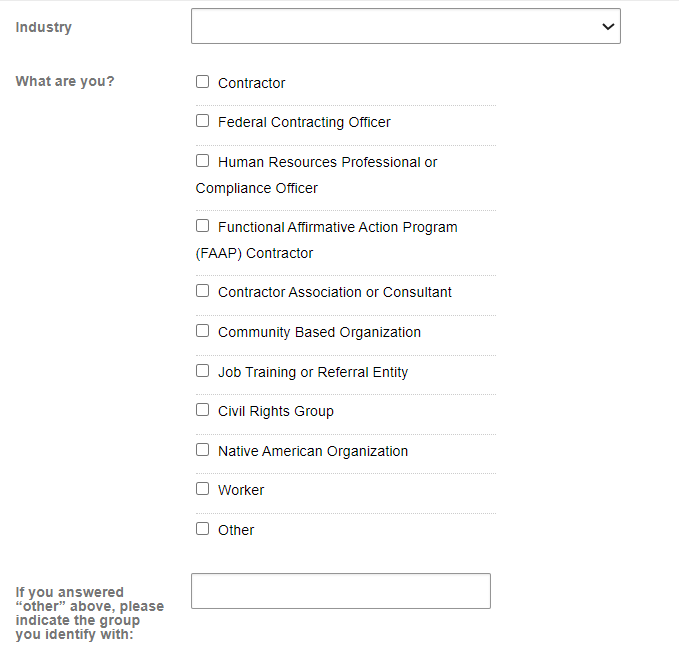 Industry
What are you?
Contractor
Federal Contracting Officer
Human Resources Professional or
Compliance Officer
Functional Affirmative Action Program
(FAAP) Contractor
Contractor Association or Consultant
Community Based Organization
Job Training or Referral Entity
Civil Rights Group
Native American Organization
Worker
Other
If you answered
“other” above, please
indicate the group
you identify with: